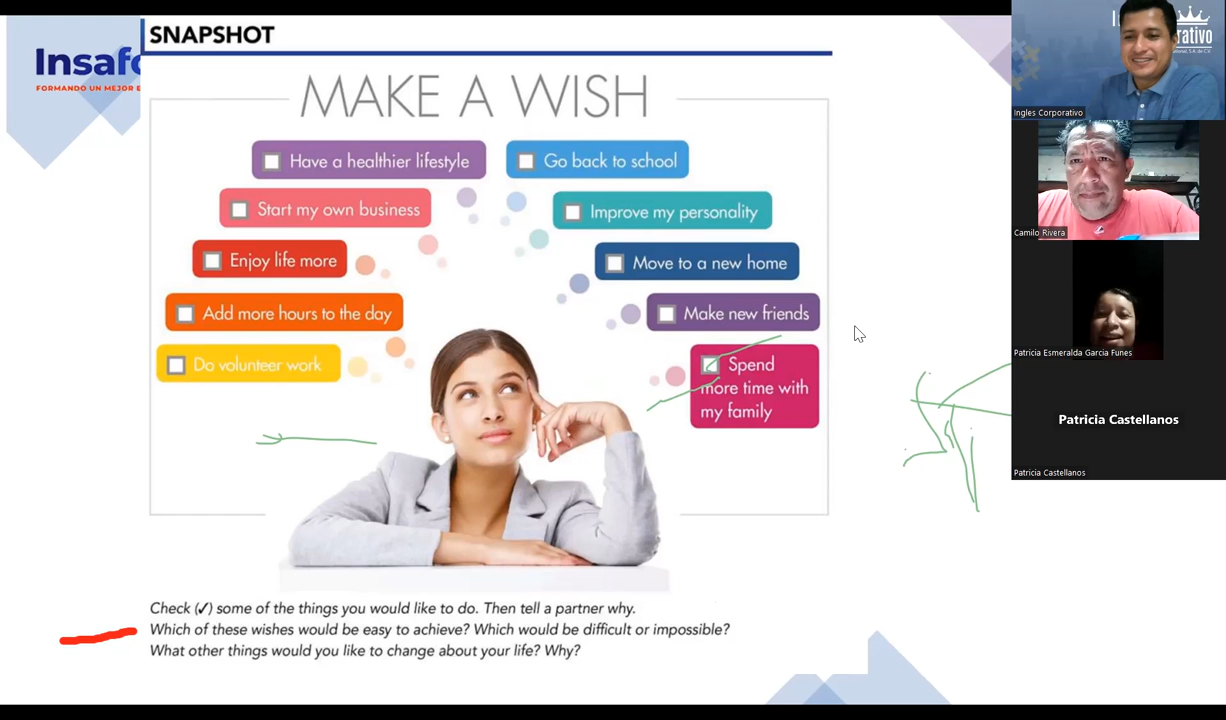 SNAPSHOT
Insafo
FORMANDO UN MEJOR E
MAKE A WISH
Have a healthier lifestyle
Go back to school
Start my own business
Improve my personality
Enjoy life more
Move to a new home
Add more hours to the day
Make new friends
Do volunteer work
Spend
more time with
my family
Check (✓) some of the things you would like to do. Then tell a partner why.
Which of these wishes would be easy to achieve? Which would be difficult or impossible?
What other things would you like to change about your life? Why?
In
rativo
Ingles Corporativo
Camilo Rivera
Patricia Esmeralda Garcia Funes
Patricia Castellanos
Patricia Castellanos